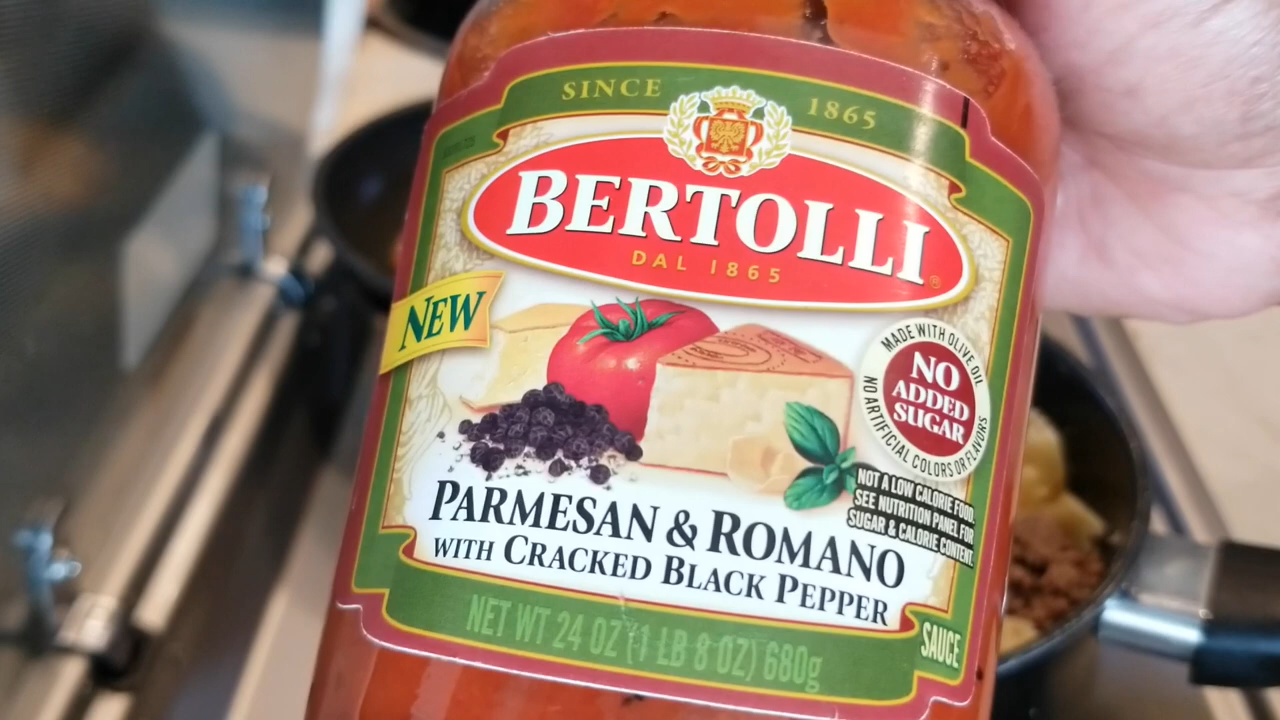 SINCE 1865
BERTOLLI®
DAL 1865
NEW
MADE WITH OLIVE OIL
NO
ADDED
SUGAR
NO ARTIFICIAL COLORS OR FLAVORS
NOT A LOW CALORIE FOOD.
SEE NUTRITION PANEL FOR
SUGAR & CALORIE CONTENT.
PARMESAN & ROMANO
WITH CRACKED BLACK PEPPER
NET WT 24 OZ (1 LB 8 OZ) 680g
SAUCE